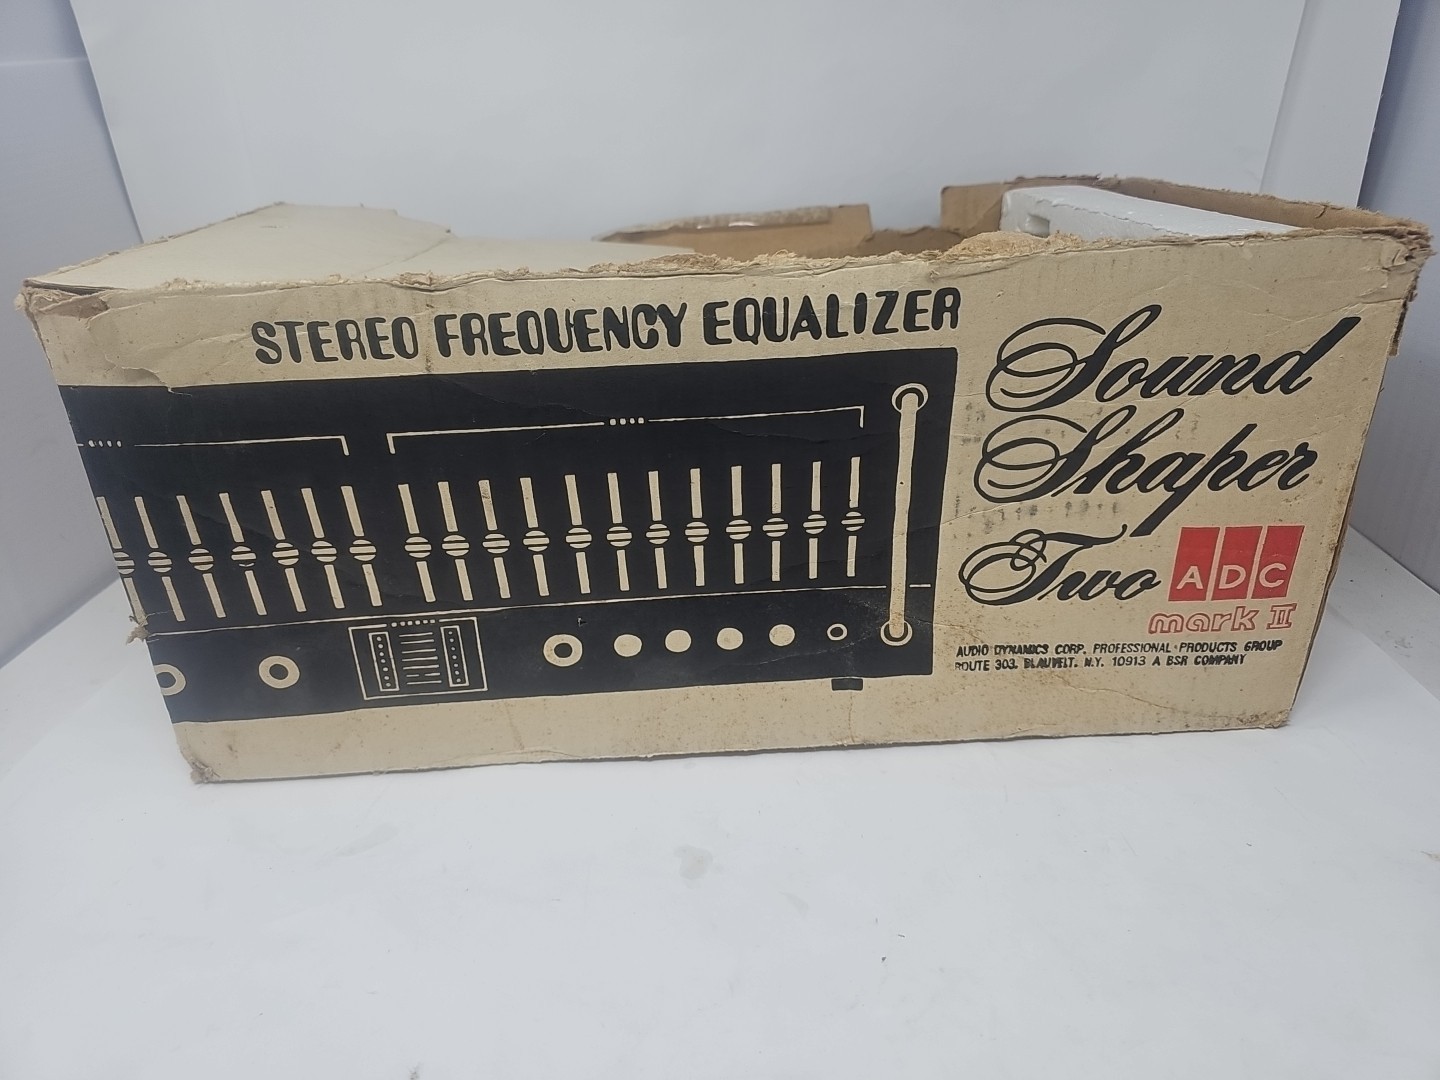 STEREO FREQUENCY EQUALIZER
Sound
Shaper
Two
ADC
mark II
AUDIO DYNAMICS CORP. PROFESSIONAL PRODUCTS GROUP
ROUTE 303, BLAUVELT, N.Y. 10913 A BSR COMPANY